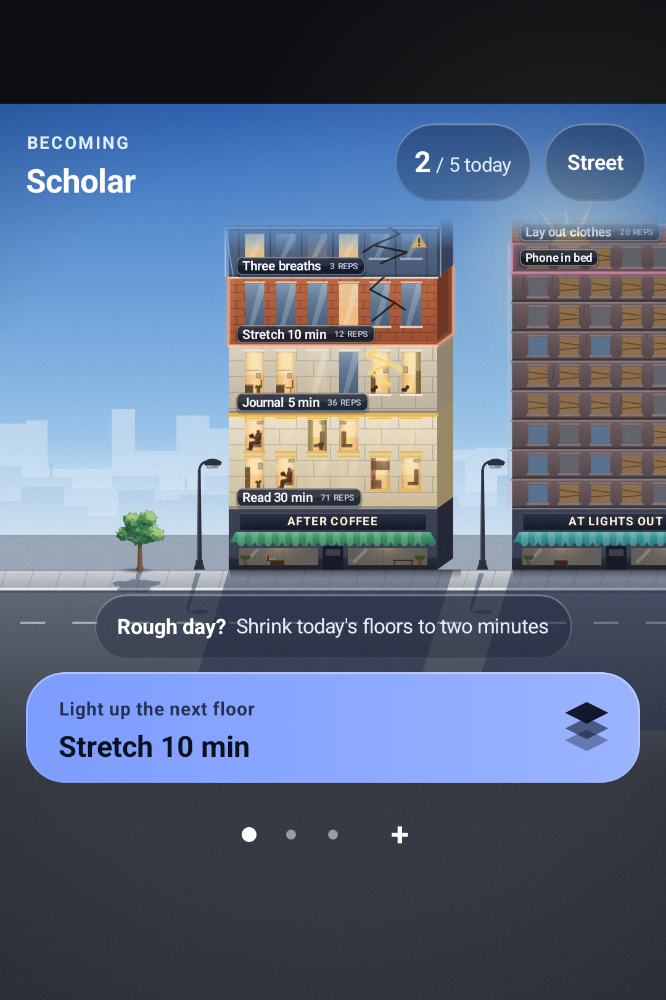 BECOMING
Scholar
2 / 5 today
Street
Three breaths 3 REPS
Stretch 10 min 12 REPS
Journal 5 min 36 REPS
Read 30 min 71 REPS
AFTER COFFEE
Lay out clothes 20 REPS
Phone in bed
AT LIGHTS OUT
Rough day? Shrink today's floors to two minutes
Light up the next floor
Stretch 10 min